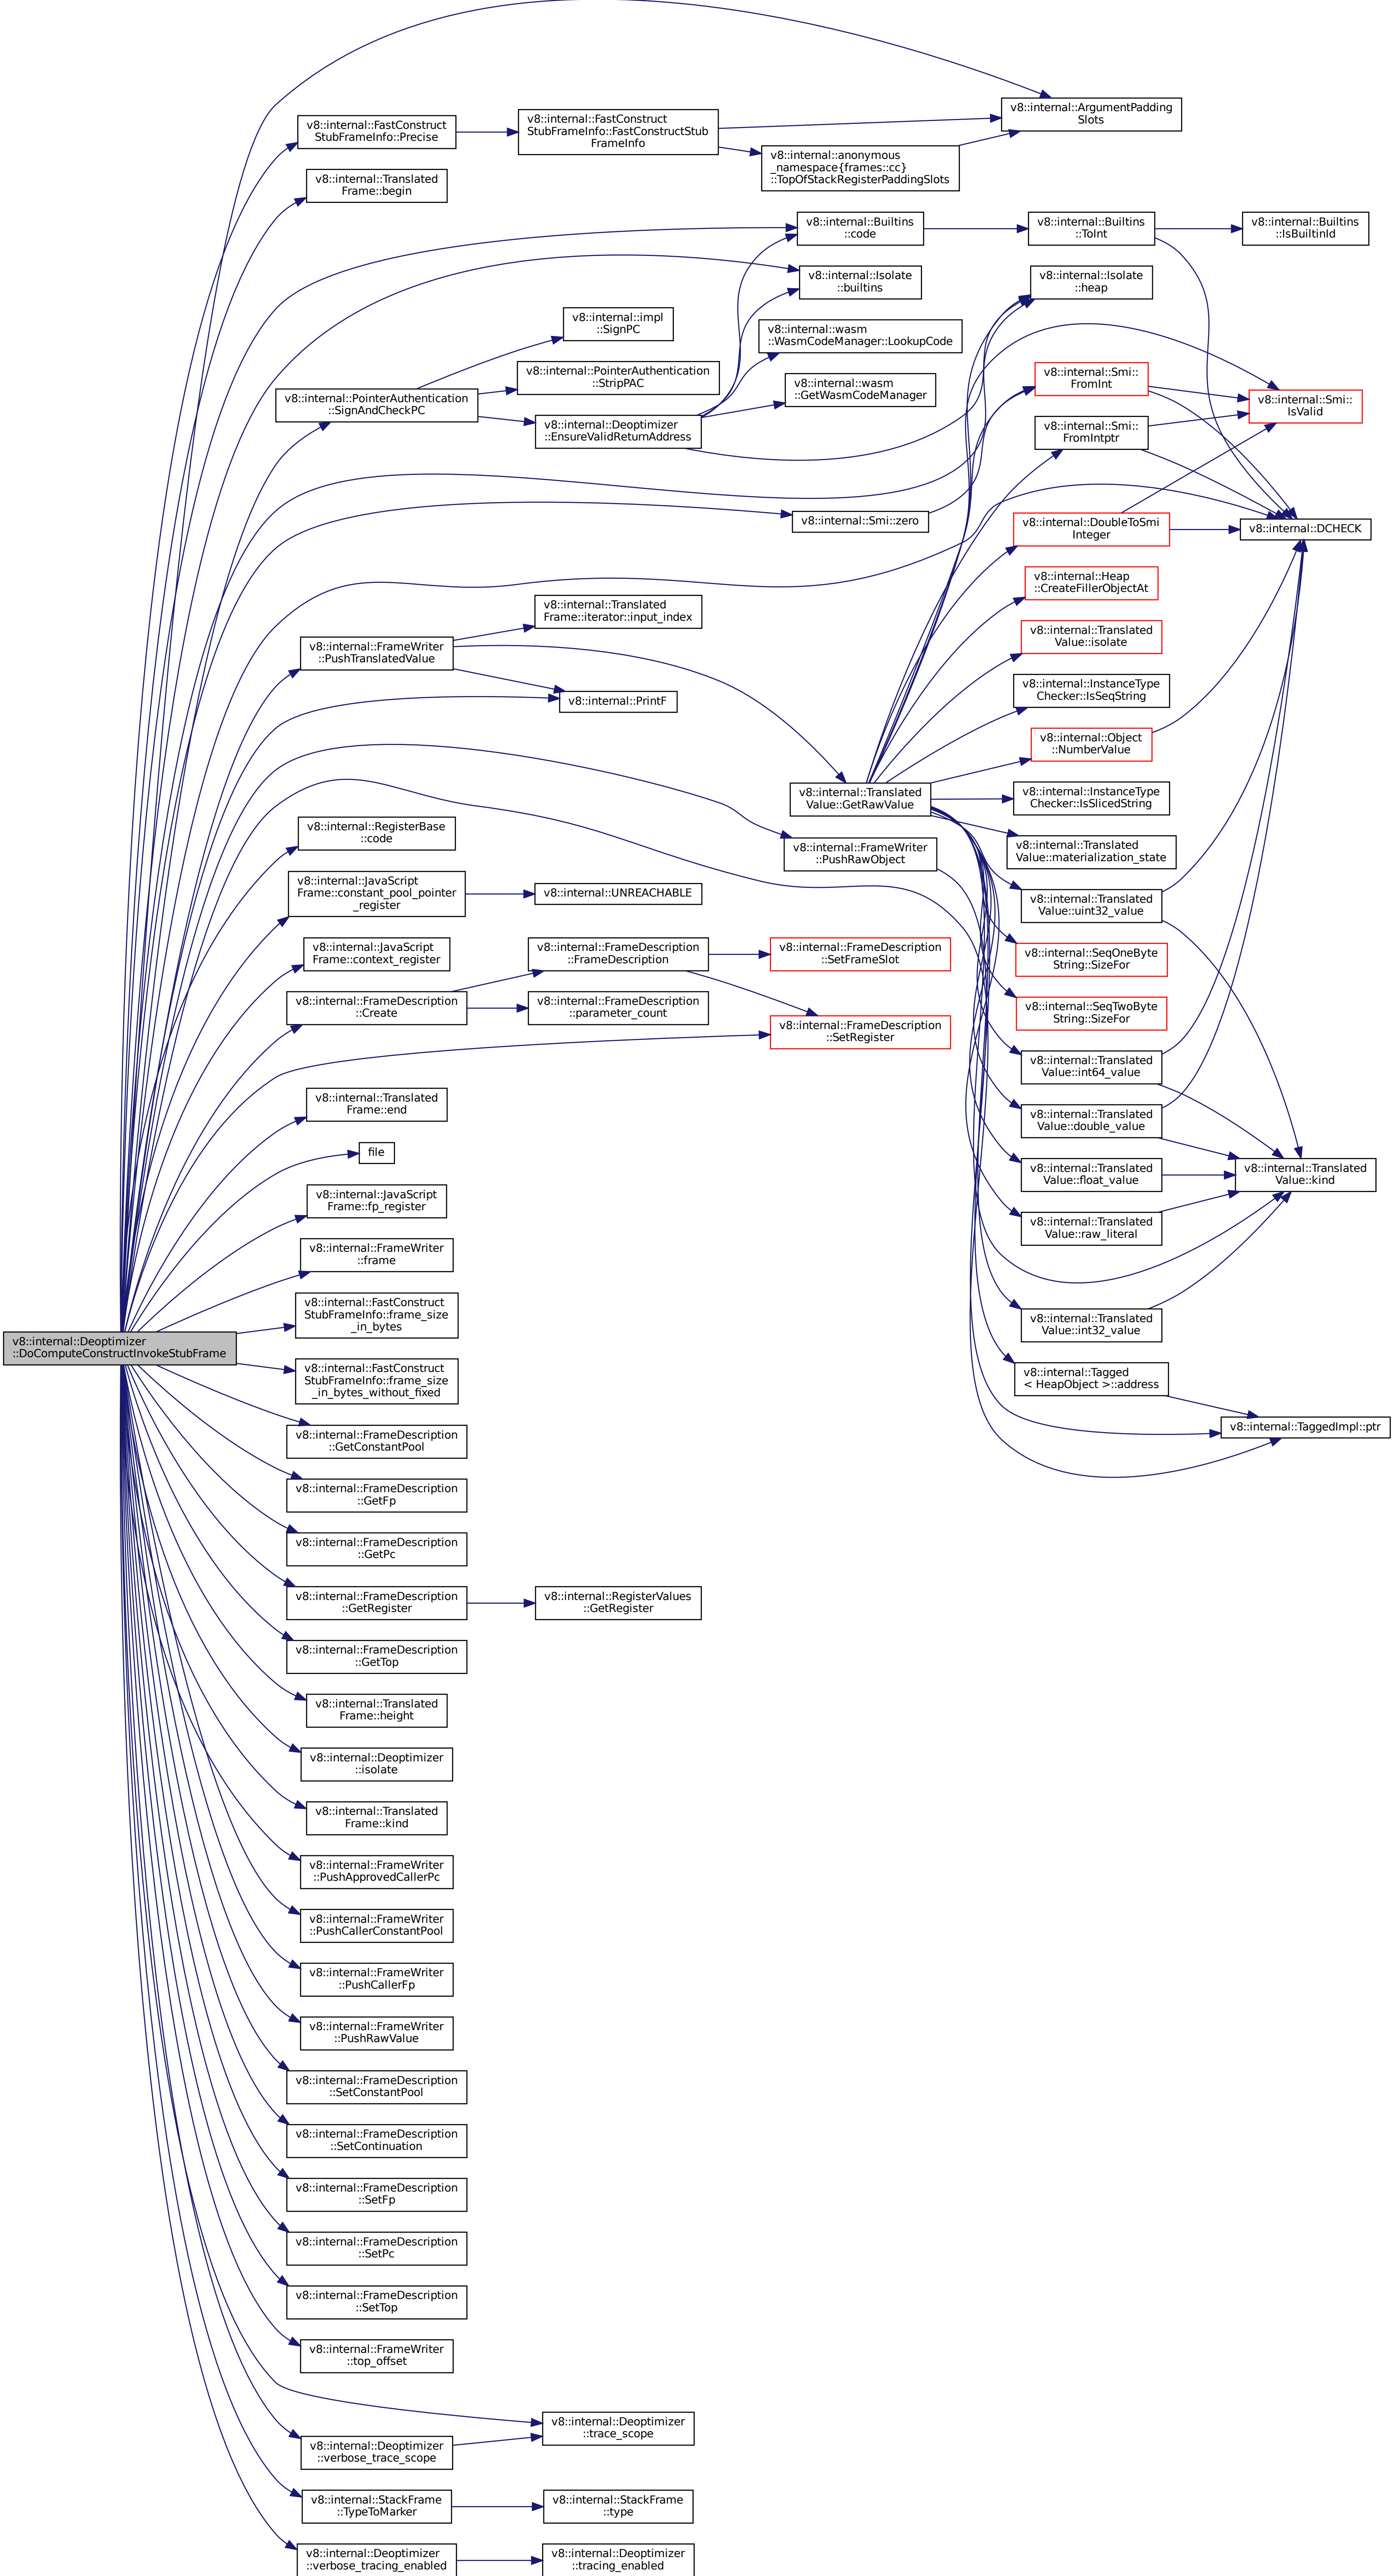 v8::internal::ArgumentPadding
Slots
v8::internal::FastConstruct
StubFrameInfo::Precise
v8::internal::FastConstruct
StubFrameInfo::FastConstructStub
FrameInfo
v8::internal::anonymous
_namespace{frames::cc}
::TopOfStackRegisterPaddingSlots
v8::internal::Translated
Frame::begin
v8::internal::Builtins
::code
v8::internal::Builtins
::ToInt
v8::internal::Builtins
::IsBuiltinId
v8::internal::Isolate
::builtins
v8::internal::Isolate
::heap
v8::internal::impl
::SignPC
v8::internal::wasm
::WasmCodeManager::LookupCode
v8::internal::PointerAuthentication
::StripPAC
v8::internal::Smi::
FromInt
v8::internal::wasm
::GetWasmCodeManager
v8::internal::PointerAuthentication
::SignAndCheckPC
v8::internal::Smi::
IsValid
v8::internal::Deoptimizer
::EnsureValidReturnAddress
v8::internal::Smi::
FromIntptr
v8::internal::Smi::zero
v8::internal::DoubleToSmi
Integer
v8::internal::DCHECK
v8::internal::Heap
::CreateFillerObjectAt
v8::internal::Translated
Frame::iterator::input_index
v8::internal::Translated
Value::isolate
v8::internal::FrameWriter
::PushTranslatedValue
v8::internal::InstanceType
Checker::IsSeqString
v8::internal::PrintF
v8::internal::Object
::NumberValue
v8::internal::Translated
Value::GetRawValue
v8::internal::InstanceType
Checker::IsSlicedString
v8::internal::RegisterBase
::code
v8::internal::FrameWriter
::PushRawObject
v8::internal::Translated
Value::materialization_state
v8::internal::JavaScript
Frame::constant_pool_pointer
_register
v8::internal::UNREACHABLE
v8::internal::Translated
Value::uint32_value
v8::internal::JavaScript
Frame::context_register
v8::internal::FrameDescription
::FrameDescription
v8::internal::FrameDescription
::SetFrameSlot
v8::internal::SeqOneByte
String::SizeFor
v8::internal::FrameDescription
::Create
v8::internal::FrameDescription
::parameter_count
v8::internal::SeqTwoByte
String::SizeFor
v8::internal::FrameDescription
::SetRegister
v8::internal::Translated
Value::int64_value
v8::internal::Translated
Frame::end
v8::internal::Translated
Value::double_value
file
v8::internal::Translated
Value::float_value
v8::internal::Translated
Value::kind
v8::internal::JavaScript
Frame::fp_register
v8::internal::Translated
Value::raw_literal
v8::internal::FrameWriter
::frame
v8::internal::FastConstruct
StubFrameInfo::frame_size
_in_bytes
v8::internal::Translated
Value::int32_value
v8::internal::Deoptimizer
::DoComputeConstructInvokeStubFrame
v8::internal::FastConstruct
StubFrameInfo::frame_size
_in_bytes_without_fixed
v8::internal::Tagged
< HeapObject >::address
v8::internal::TaggedImpl::ptr
v8::internal::FrameDescription
::GetConstantPool
v8::internal::FrameDescription
::GetFp
v8::internal::FrameDescription
::GetPc
v8::internal::FrameDescription
::GetRegister
v8::internal::RegisterValues
::GetRegister
v8::internal::FrameDescription
::GetTop
v8::internal::Translated
Frame::height
v8::internal::Deoptimizer
::isolate
v8::internal::Translated
Frame::kind
v8::internal::FrameWriter
::PushApprovedCallerPc
v8::internal::FrameWriter
::PushCallerConstantPool
v8::internal::FrameWriter
::PushCallerFp
v8::internal::FrameWriter
::PushRawValue
v8::internal::FrameDescription
::SetConstantPool
v8::internal::FrameDescription
::SetContinuation
v8::internal::FrameDescription
::SetFp
v8::internal::FrameDescription
::SetPc
v8::internal::FrameDescription
::SetTop
v8::internal::FrameWriter
::top_offset
v8::internal::Deoptimizer
::trace_scope
v8::internal::Deoptimizer
::verbose_trace_scope
v8::internal::StackFrame
::TypeToMarker
v8::internal::StackFrame
::type
v8::internal::Deoptimizer
::verbose_tracing_enabled
v8::internal::Deoptimizer
::tracing_enabled